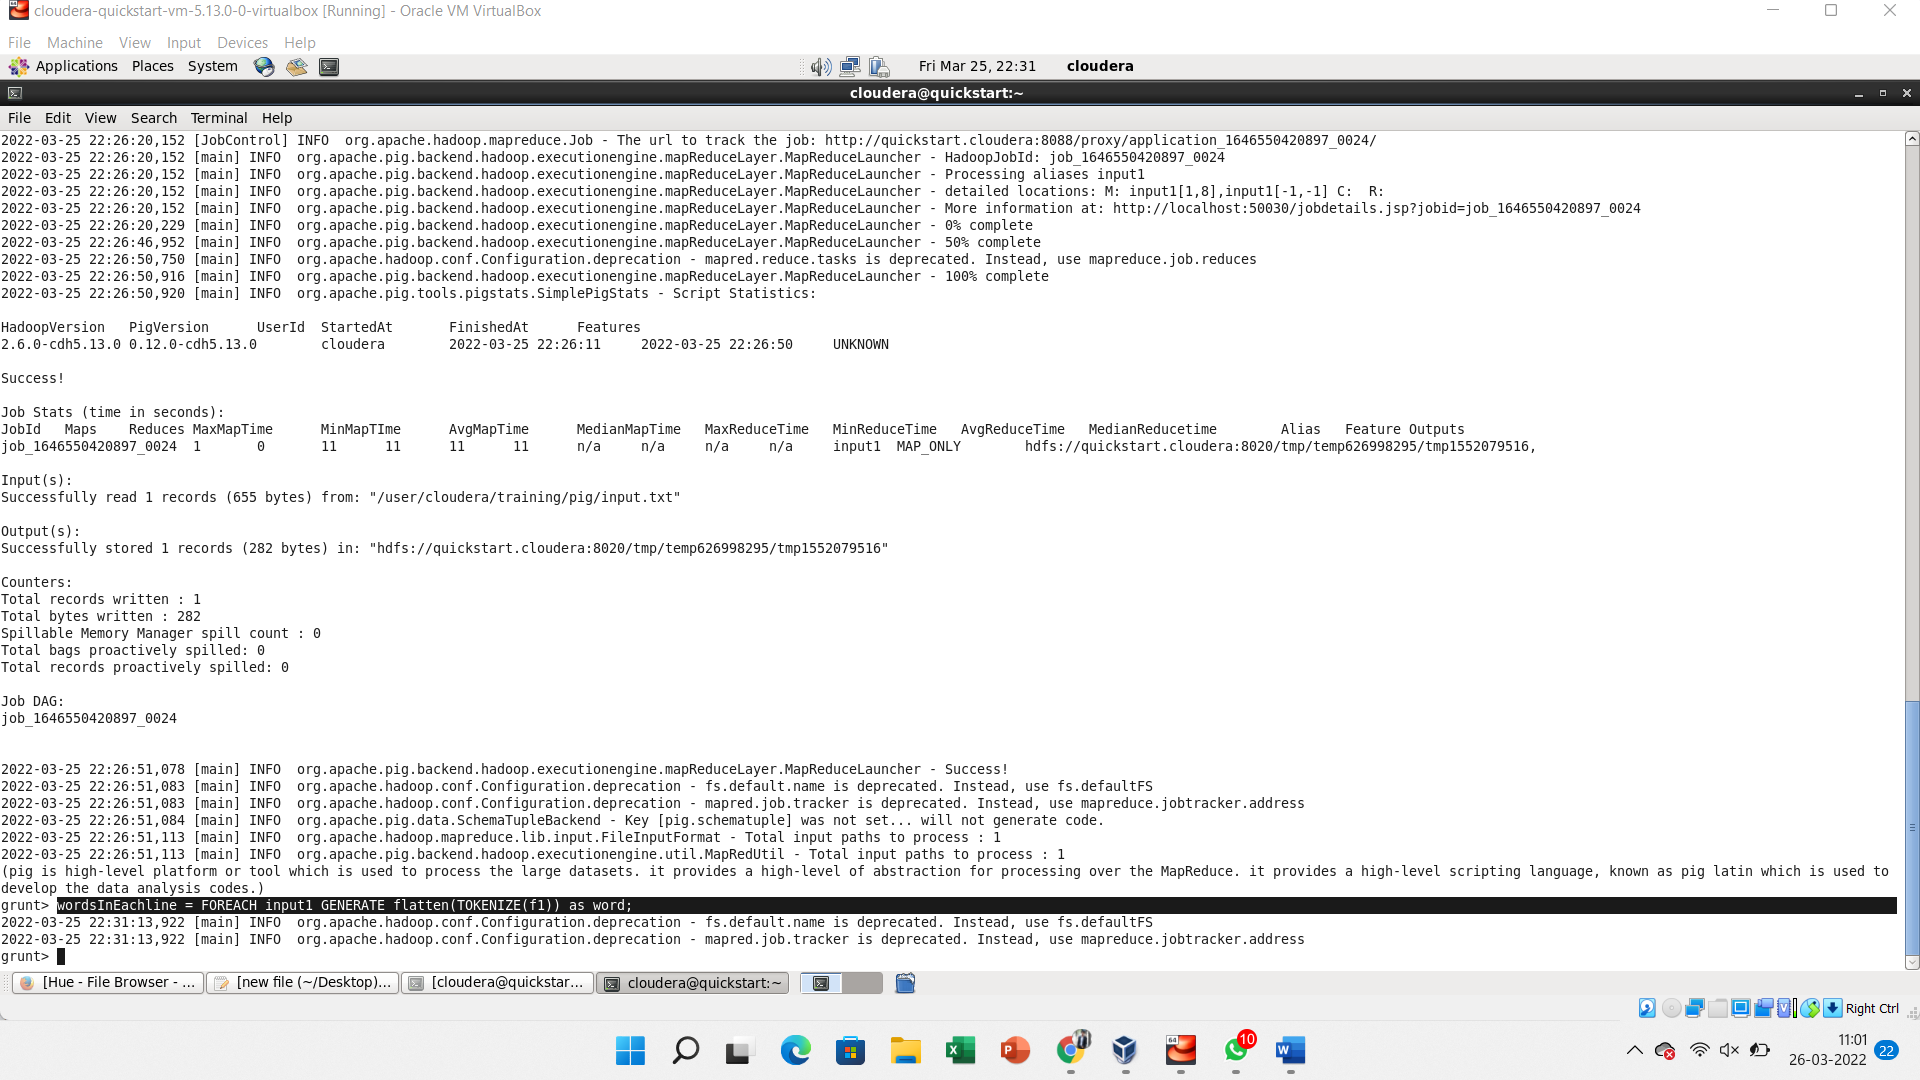 cloudera-quickstart-vm-5.13.0-0-virtualbox [Running] - Oracle VM VirtualBox
File Machine View Input Devices Help
Applications Places System Fri Mar 25, 22:31 cloudera
cloudera@quickstart:~
File Edit View Search Terminal Help
2022-03-25 22:26:20,152 [JobControl] INFO  org.apache.hadoop.mapreduce.Job - The url to track the job: http://quickstart.cloudera:8088/proxy/application_1646550420897_0024/
2022-03-25 22:26:20,152 [main] INFO  org.apache.pig.backend.hadoop.executionengine.mapReduceLayer.MapReduceLauncher - HadoopJobId: job_1646550420897_0024
2022-03-25 22:26:20,152 [main] INFO  org.apache.pig.backend.hadoop.executionengine.mapReduceLayer.MapReduceLauncher - Processing aliases input1
2022-03-25 22:26:20,152 [main] INFO  org.apache.pig.backend.hadoop.executionengine.mapReduceLayer.MapReduceLauncher - detailed locations: M: input1[1,8],input1[-1,-1] C:  R:
2022-03-25 22:26:20,152 [main] INFO  org.apache.pig.backend.hadoop.executionengine.mapReduceLayer.MapReduceLauncher - More information at: http://localhost:50030/jobdetails.jsp?jobid=job_1646550420897_0024
2022-03-25 22:26:20,229 [main] INFO  org.apache.pig.backend.hadoop.executionengine.mapReduceLayer.MapReduceLauncher - 0% complete
2022-03-25 22:26:46,952 [main] INFO  org.apache.pig.backend.hadoop.executionengine.mapReduceLayer.MapReduceLauncher - 50% complete
2022-03-25 22:26:50,750 [main] INFO  org.apache.hadoop.conf.Configuration.deprecation - mapred.reduce.tasks is deprecated. Instead, use mapreduce.job.reduces
2022-03-25 22:26:50,916 [main] INFO  org.apache.pig.backend.hadoop.executionengine.mapReduceLayer.MapReduceLauncher - 100% complete
2022-03-25 22:26:50,920 [main] INFO  org.apache.pig.tools.pigstats.SimplePigStats - Script Statistics:
HadoopVersion PigVersion UserId StartedAt FinishedAt Features
2.6.0-cdh5.13.0 0.12.0-cdh5.13.0 cloudera 2022-03-25 22:26:11 2022-03-25 22:26:50 UNKNOWN
Success!
Job Stats (time in seconds):
JobId Maps Reduces MaxMapTime MinMapTIme AvgMapTime MedianMapTime MaxReduceTime MinReduceTime AvgReduceTime MedianReducetime Alias Feature Outputs
job_1646550420897_0024 1 0 11 11 11 11 n/a n/a n/a n/a input1 MAP_ONLY hdfs://quickstart.cloudera:8020/tmp/temp626998295/tmp1552079516,
Input(s):
Successfully read 1 records (655 bytes) from: "/user/cloudera/training/pig/input.txt"
Output(s):
Successfully stored 1 records (282 bytes) in: "hdfs://quickstart.cloudera:8020/tmp/temp626998295/tmp1552079516"
Counters:
Total records written : 1
Total bytes written : 282
Spillable Memory Manager spill count : 0
Total bags proactively spilled: 0
Total records proactively spilled: 0
Job DAG:
job_1646550420897_0024
2022-03-25 22:26:51,078 [main] INFO  org.apache.pig.backend.hadoop.executionengine.mapReduceLayer.MapReduceLauncher - Success!
2022-03-25 22:26:51,083 [main] INFO  org.apache.hadoop.conf.Configuration.deprecation - fs.default.name is deprecated. Instead, use fs.defaultFS
2022-03-25 22:26:51,083 [main] INFO  org.apache.hadoop.conf.Configuration.deprecation - mapred.job.tracker is deprecated. Instead, use mapreduce.jobtracker.address
2022-03-25 22:26:51,084 [main] INFO  org.apache.pig.data.SchemaTupleBackend - Key [pig.schematuple] was not set... will not generate code.
2022-03-25 22:26:51,113 [main] INFO  org.apache.hadoop.mapreduce.lib.input.FileInputFormat - Total input paths to process : 1
2022-03-25 22:26:51,113 [main] INFO  org.apache.pig.backend.hadoop.executionengine.util.MapRedUtil - Total input paths to process : 1
(pig is high-level platform or tool which is used to process the large datasets. it provides a high-level of abstraction for processing over the MapReduce. it provides a high-level scripting language, known as pig latin which is used to
develop the data analysis codes.)
grunt> wordsInEachline = FOREACH input1 GENERATE flatten(TOKENIZE(f1)) as word;
2022-03-25 22:31:13,922 [main] INFO  org.apache.hadoop.conf.Configuration.deprecation - fs.default.name is deprecated. Instead, use fs.defaultFS
2022-03-25 22:31:13,922 [main] INFO  org.apache.hadoop.conf.Configuration.deprecation - mapred.job.tracker is deprecated. Instead, use mapreduce.jobtracker.address
grunt>
[Hue - File Browser - ... [new file (~/Desktop)... [cloudera@quickstar... cloudera@quickstart:~
Right Ctrl
10
11:01
26-03-2022
22